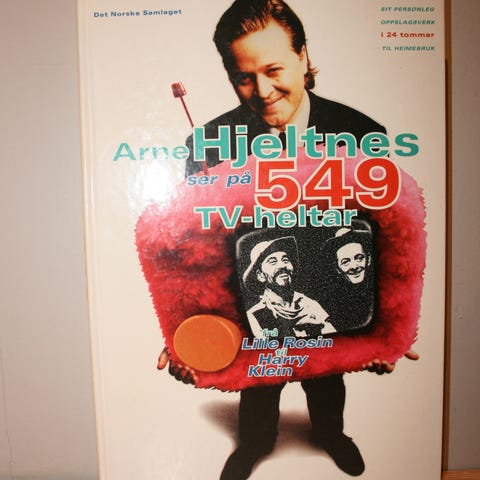 Det Norske Samlaget
EIT PERSONLEG
OPPSLAGSVERK
i 24 tommar
TIL HEIMEBRUK
Arne Hjeltnes
ser på 549
TV-heltar
frå
Lille Rosin
til
Harry
Klein